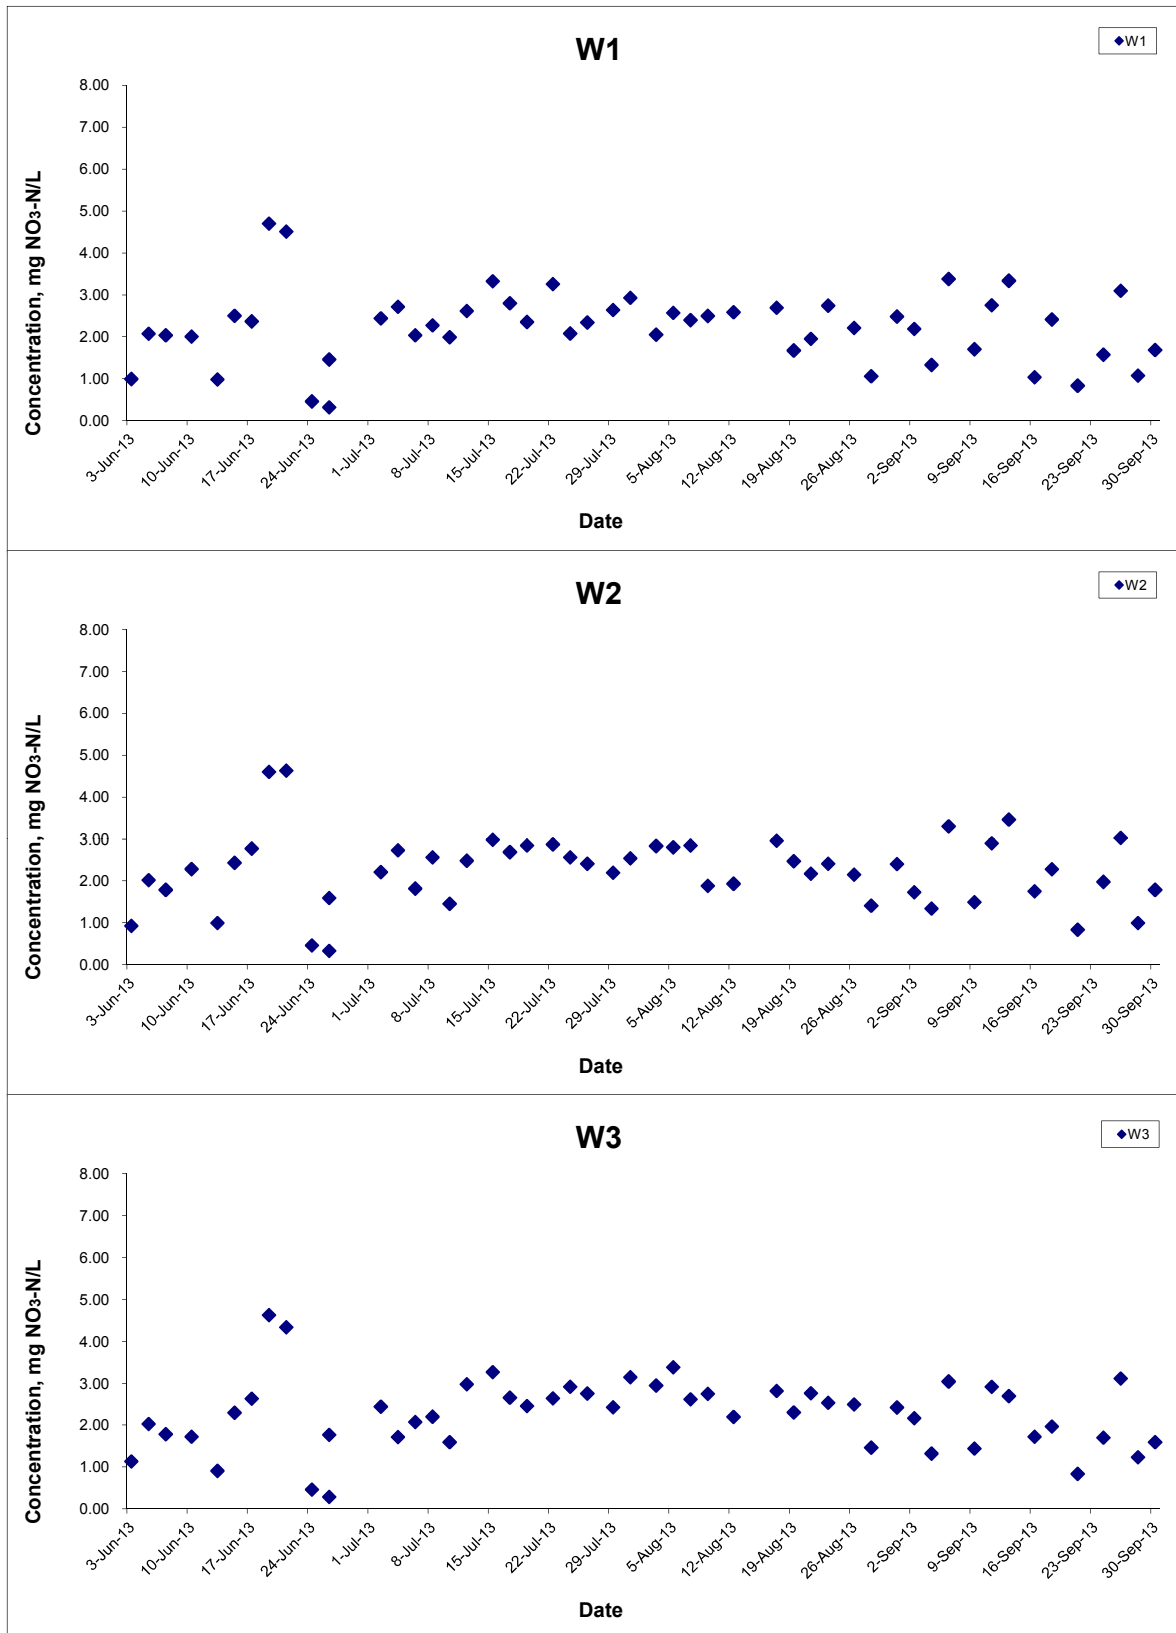 W1
W1
8.00
7.00
6.00
5.00
4.00
3.00
2.00
1.00
0.00
Concentration, mg NO3-N/L
3-Jun-13
10-Jun-13
17-Jun-13
24-Jun-13
1-Jul-13
8-Jul-13
15-Jul-13
22-Jul-13
29-Jul-13
5-Aug-13
12-Aug-13
19-Aug-13
26-Aug-13
2-Sep-13
9-Sep-13
16-Sep-13
23-Sep-13
30-Sep-13
Date
W2
W2
8.00
7.00
6.00
5.00
4.00
3.00
2.00
1.00
0.00
Concentration, mg NO3-N/L
3-Jun-13
10-Jun-13
17-Jun-13
24-Jun-13
1-Jul-13
8-Jul-13
15-Jul-13
22-Jul-13
29-Jul-13
5-Aug-13
12-Aug-13
19-Aug-13
26-Aug-13
2-Sep-13
9-Sep-13
16-Sep-13
23-Sep-13
30-Sep-13
Date
W3
W3
8.00
7.00
6.00
5.00
4.00
3.00
2.00
1.00
0.00
Concentration, mg NO3-N/L
3-Jun-13
10-Jun-13
17-Jun-13
24-Jun-13
1-Jul-13
8-Jul-13
15-Jul-13
22-Jul-13
29-Jul-13
5-Aug-13
12-Aug-13
19-Aug-13
26-Aug-13
2-Sep-13
9-Sep-13
16-Sep-13
23-Sep-13
30-Sep-13
Date